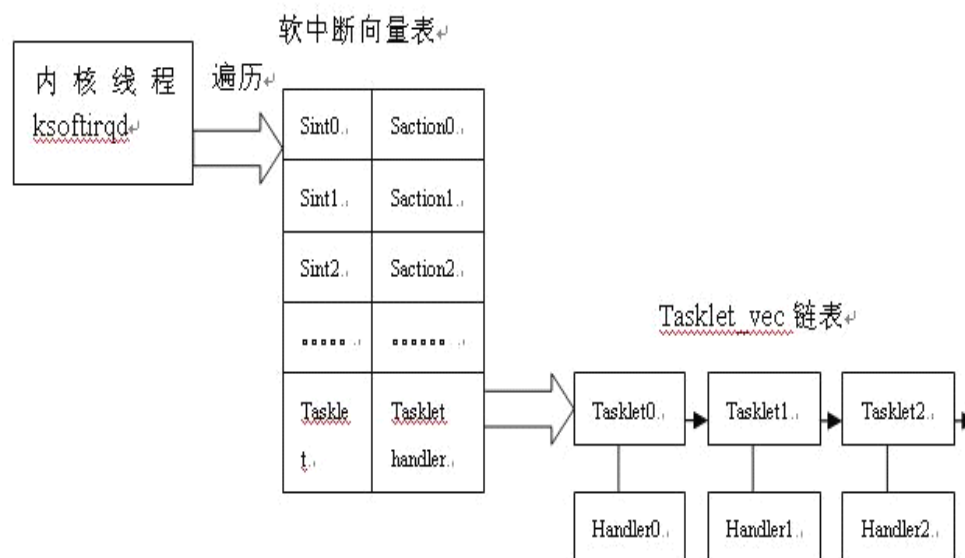 软中断向量表
内核线程
ksoftirqd
遍历
Sint0 Saction0
Sint1 Saction1
Sint2 Saction2
Tasklet_vec 链表
Taskle
t
Tasklet
handler
Tasklet0 Tasklet1 Tasklet2
Handler0 Handler1 Handler2